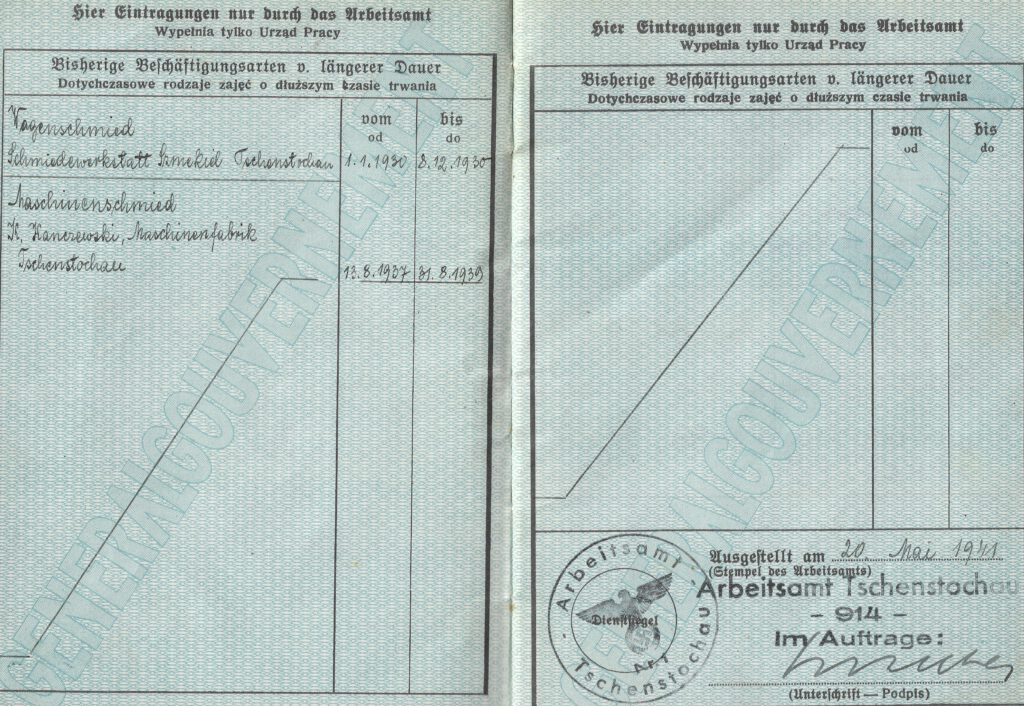 Hier Eintragungen nur durch das Arbeitsamt
Wypełnia tylko Urząd Pracy
Bisherige Beschäftigungsarten v. längerer Dauer
Dotychczasowe rodzaje zajęć o dłuższym czasie trwania
vom
od
bis
do
Wagenschmied
Schmiedewerkstatt Szmekiel Tschenstochau 1.1.1930 8.12.1930
Maschinenschmied
K. Kanczewski, Maschinenfabrik
Tschenstochau
13.8.1937 31.8.1939
GENERALGOUVERNEMENT
Hier Eintragungen nur durch das Arbeitsamt
Wypełnia tylko Urząd Pracy
Bisherige Beschäftigungsarten v. längerer Dauer
Dotychczasowe rodzaje zajęć o dłuższym czasie trwania
vom
od
bis
do
GENERALGOUVERNEMENT
Ausgestellt am 20. Mai 1941
(Stempel des Arbeitsamts)
Arbeitsamt Tschenstochau
- 914 -
Im Auftrage:
(Unterschrift — Podpis)
Arbeitsamt
Dienstsiegel
Tschenstochau